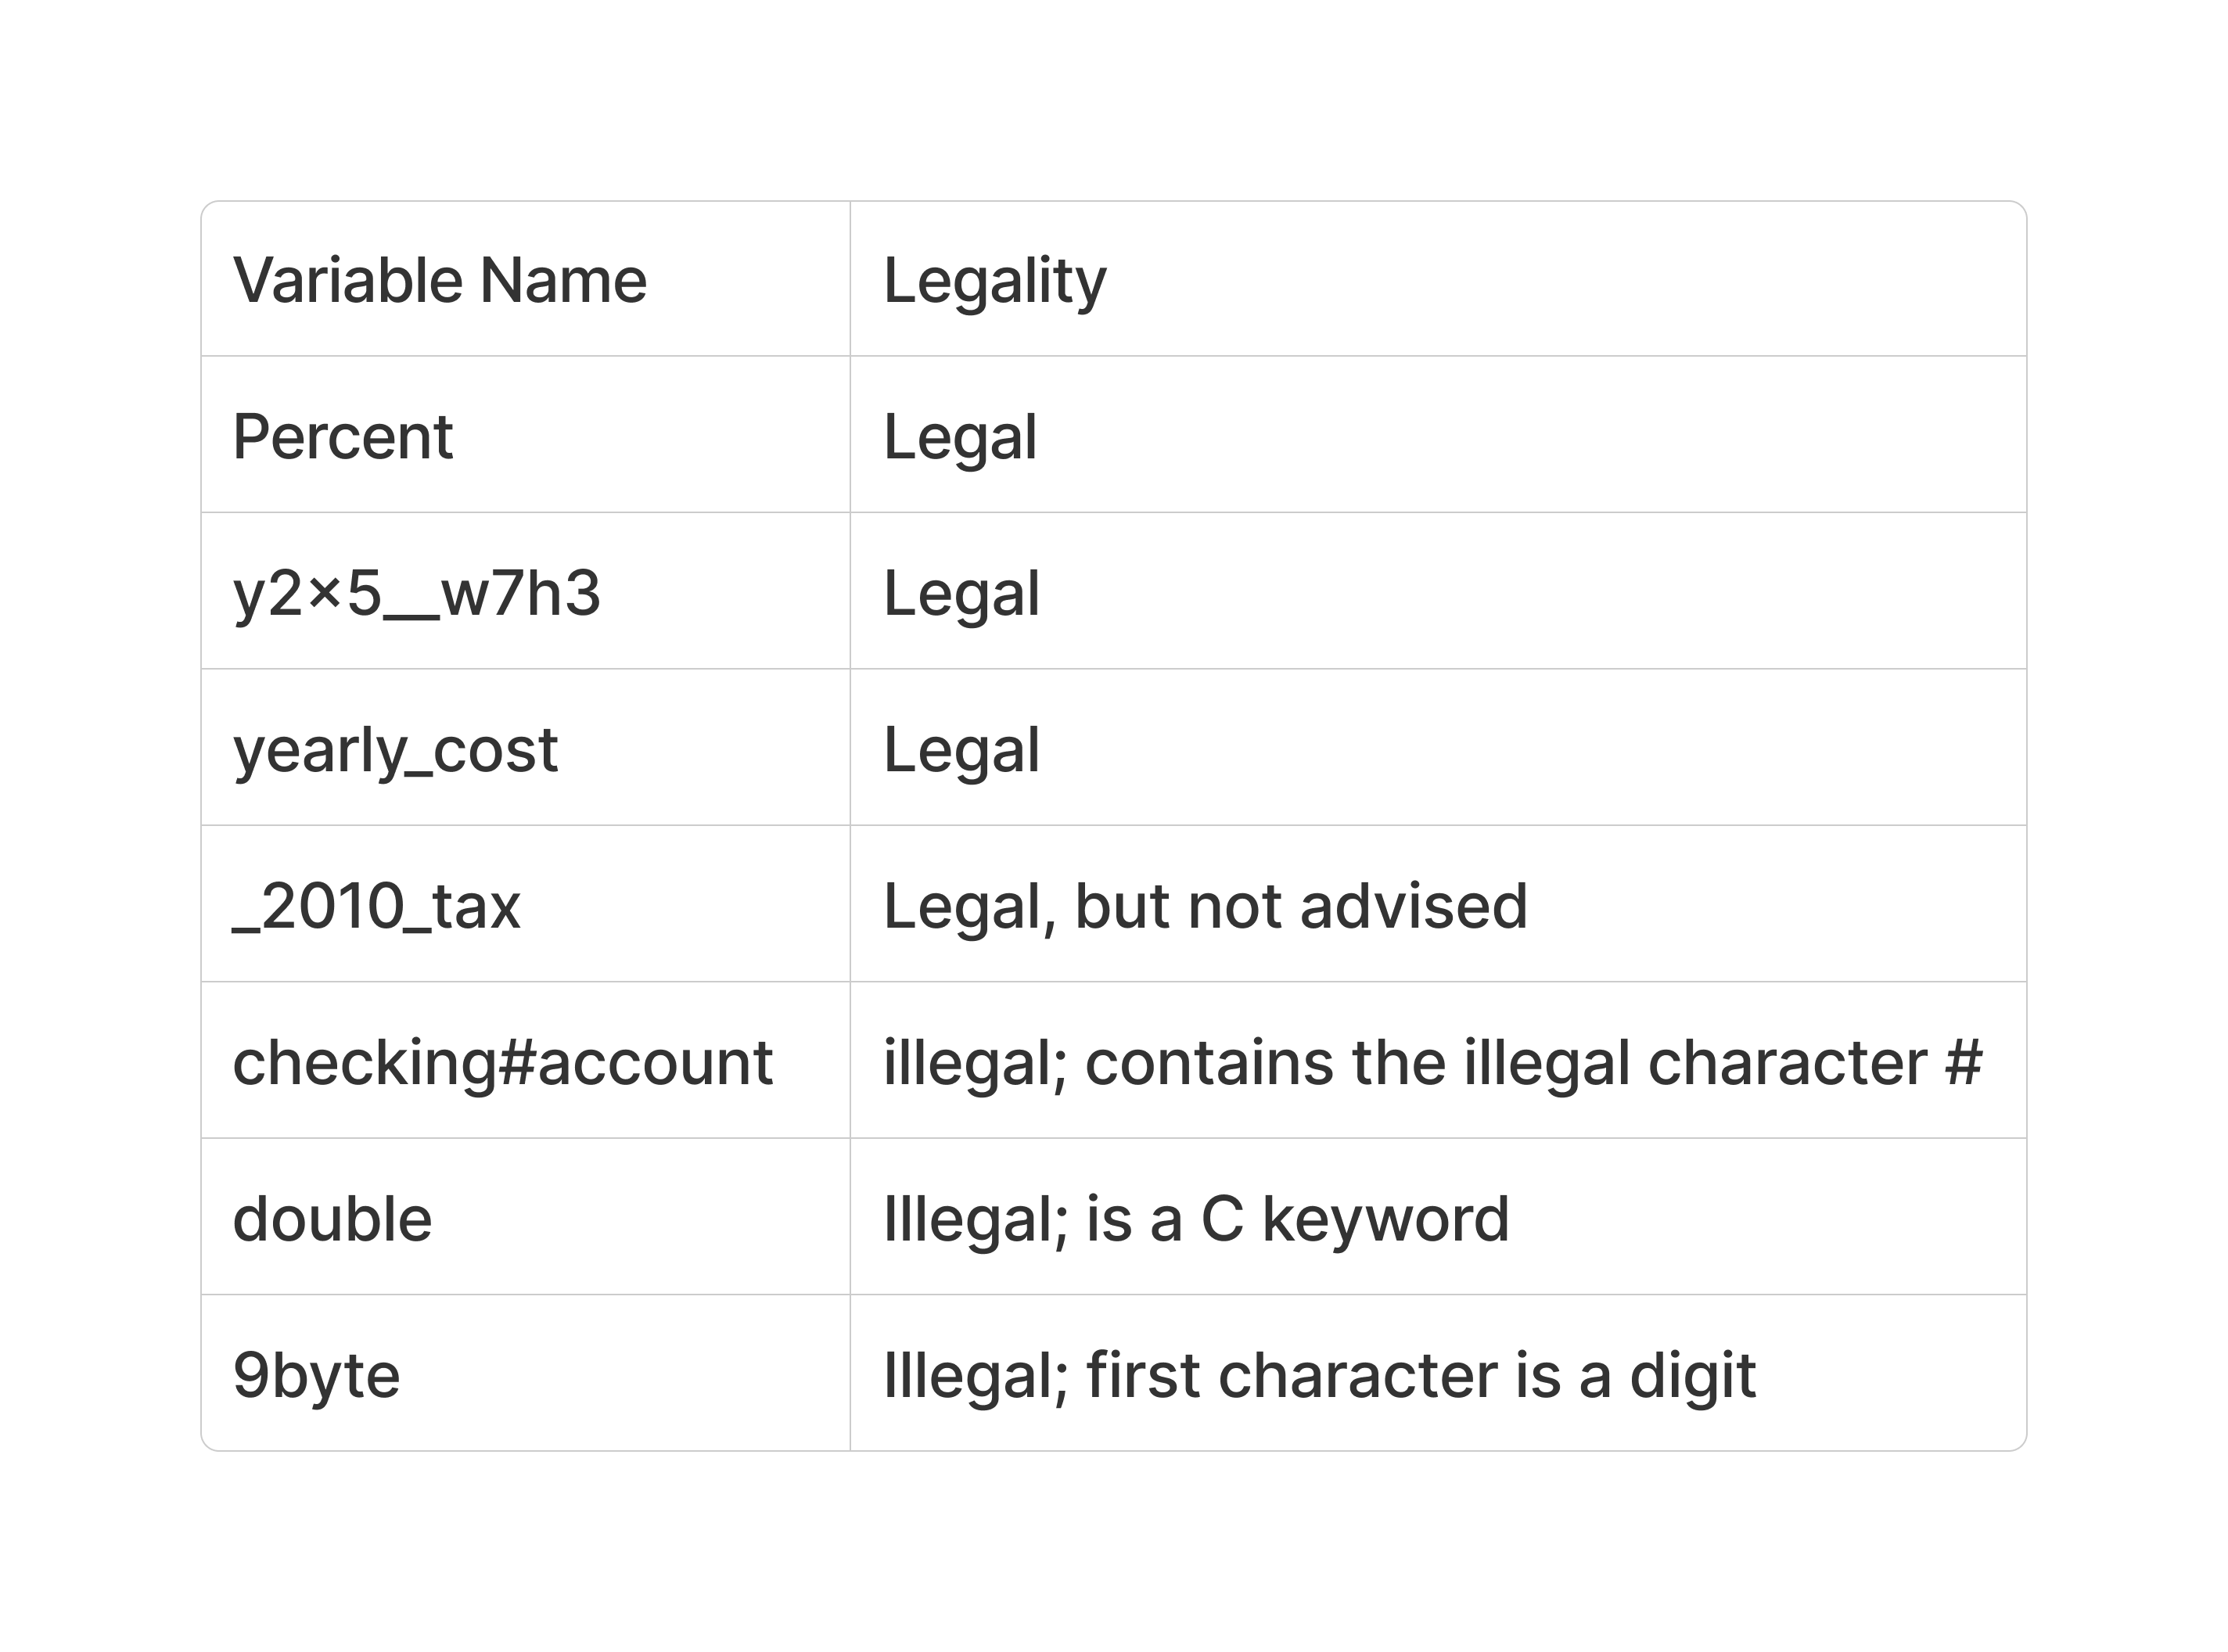 Variable Name Legality
Percent Legal
y2×5__w7h3 Legal
yearly_cost Legal
_2010_tax Legal, but not advised
checking#account illegal; contains the illegal character #
double Illegal; is a C keyword
9byte Illegal; first character is a digit